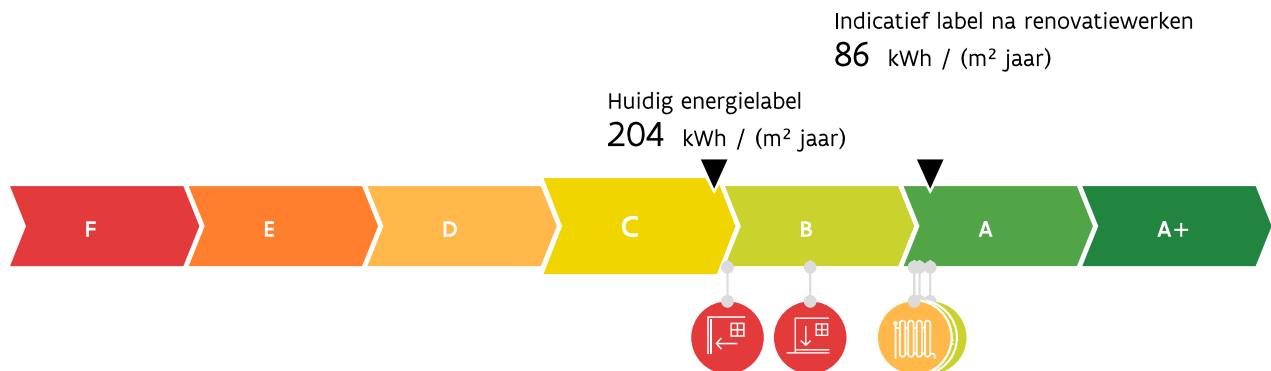 Indicatief label na renovatiewerken
86 kWh / (m² jaar)
Huidig energielabel
204 kWh / (m² jaar)
F E D C B A A+